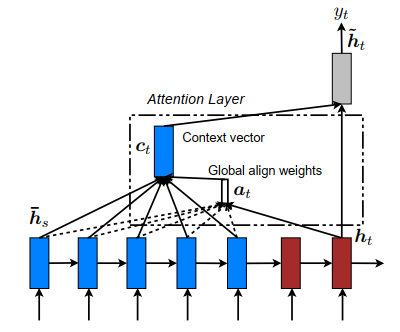 y_t
h̃_t
Attention Layer
c_t
Context vector
Global align weights
a_t
h̄_s
h_t